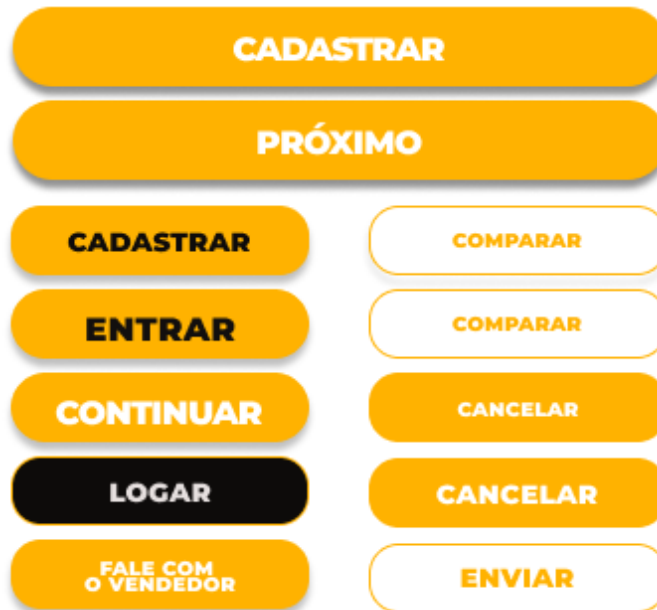 CADASTRAR
PRÓXIMO
CADASTRAR
COMPARAR
ENTRAR
COMPARAR
CONTINUAR
CANCELAR
LOGAR
CANCELAR
FALE COM
O VENDEDOR
ENVIAR